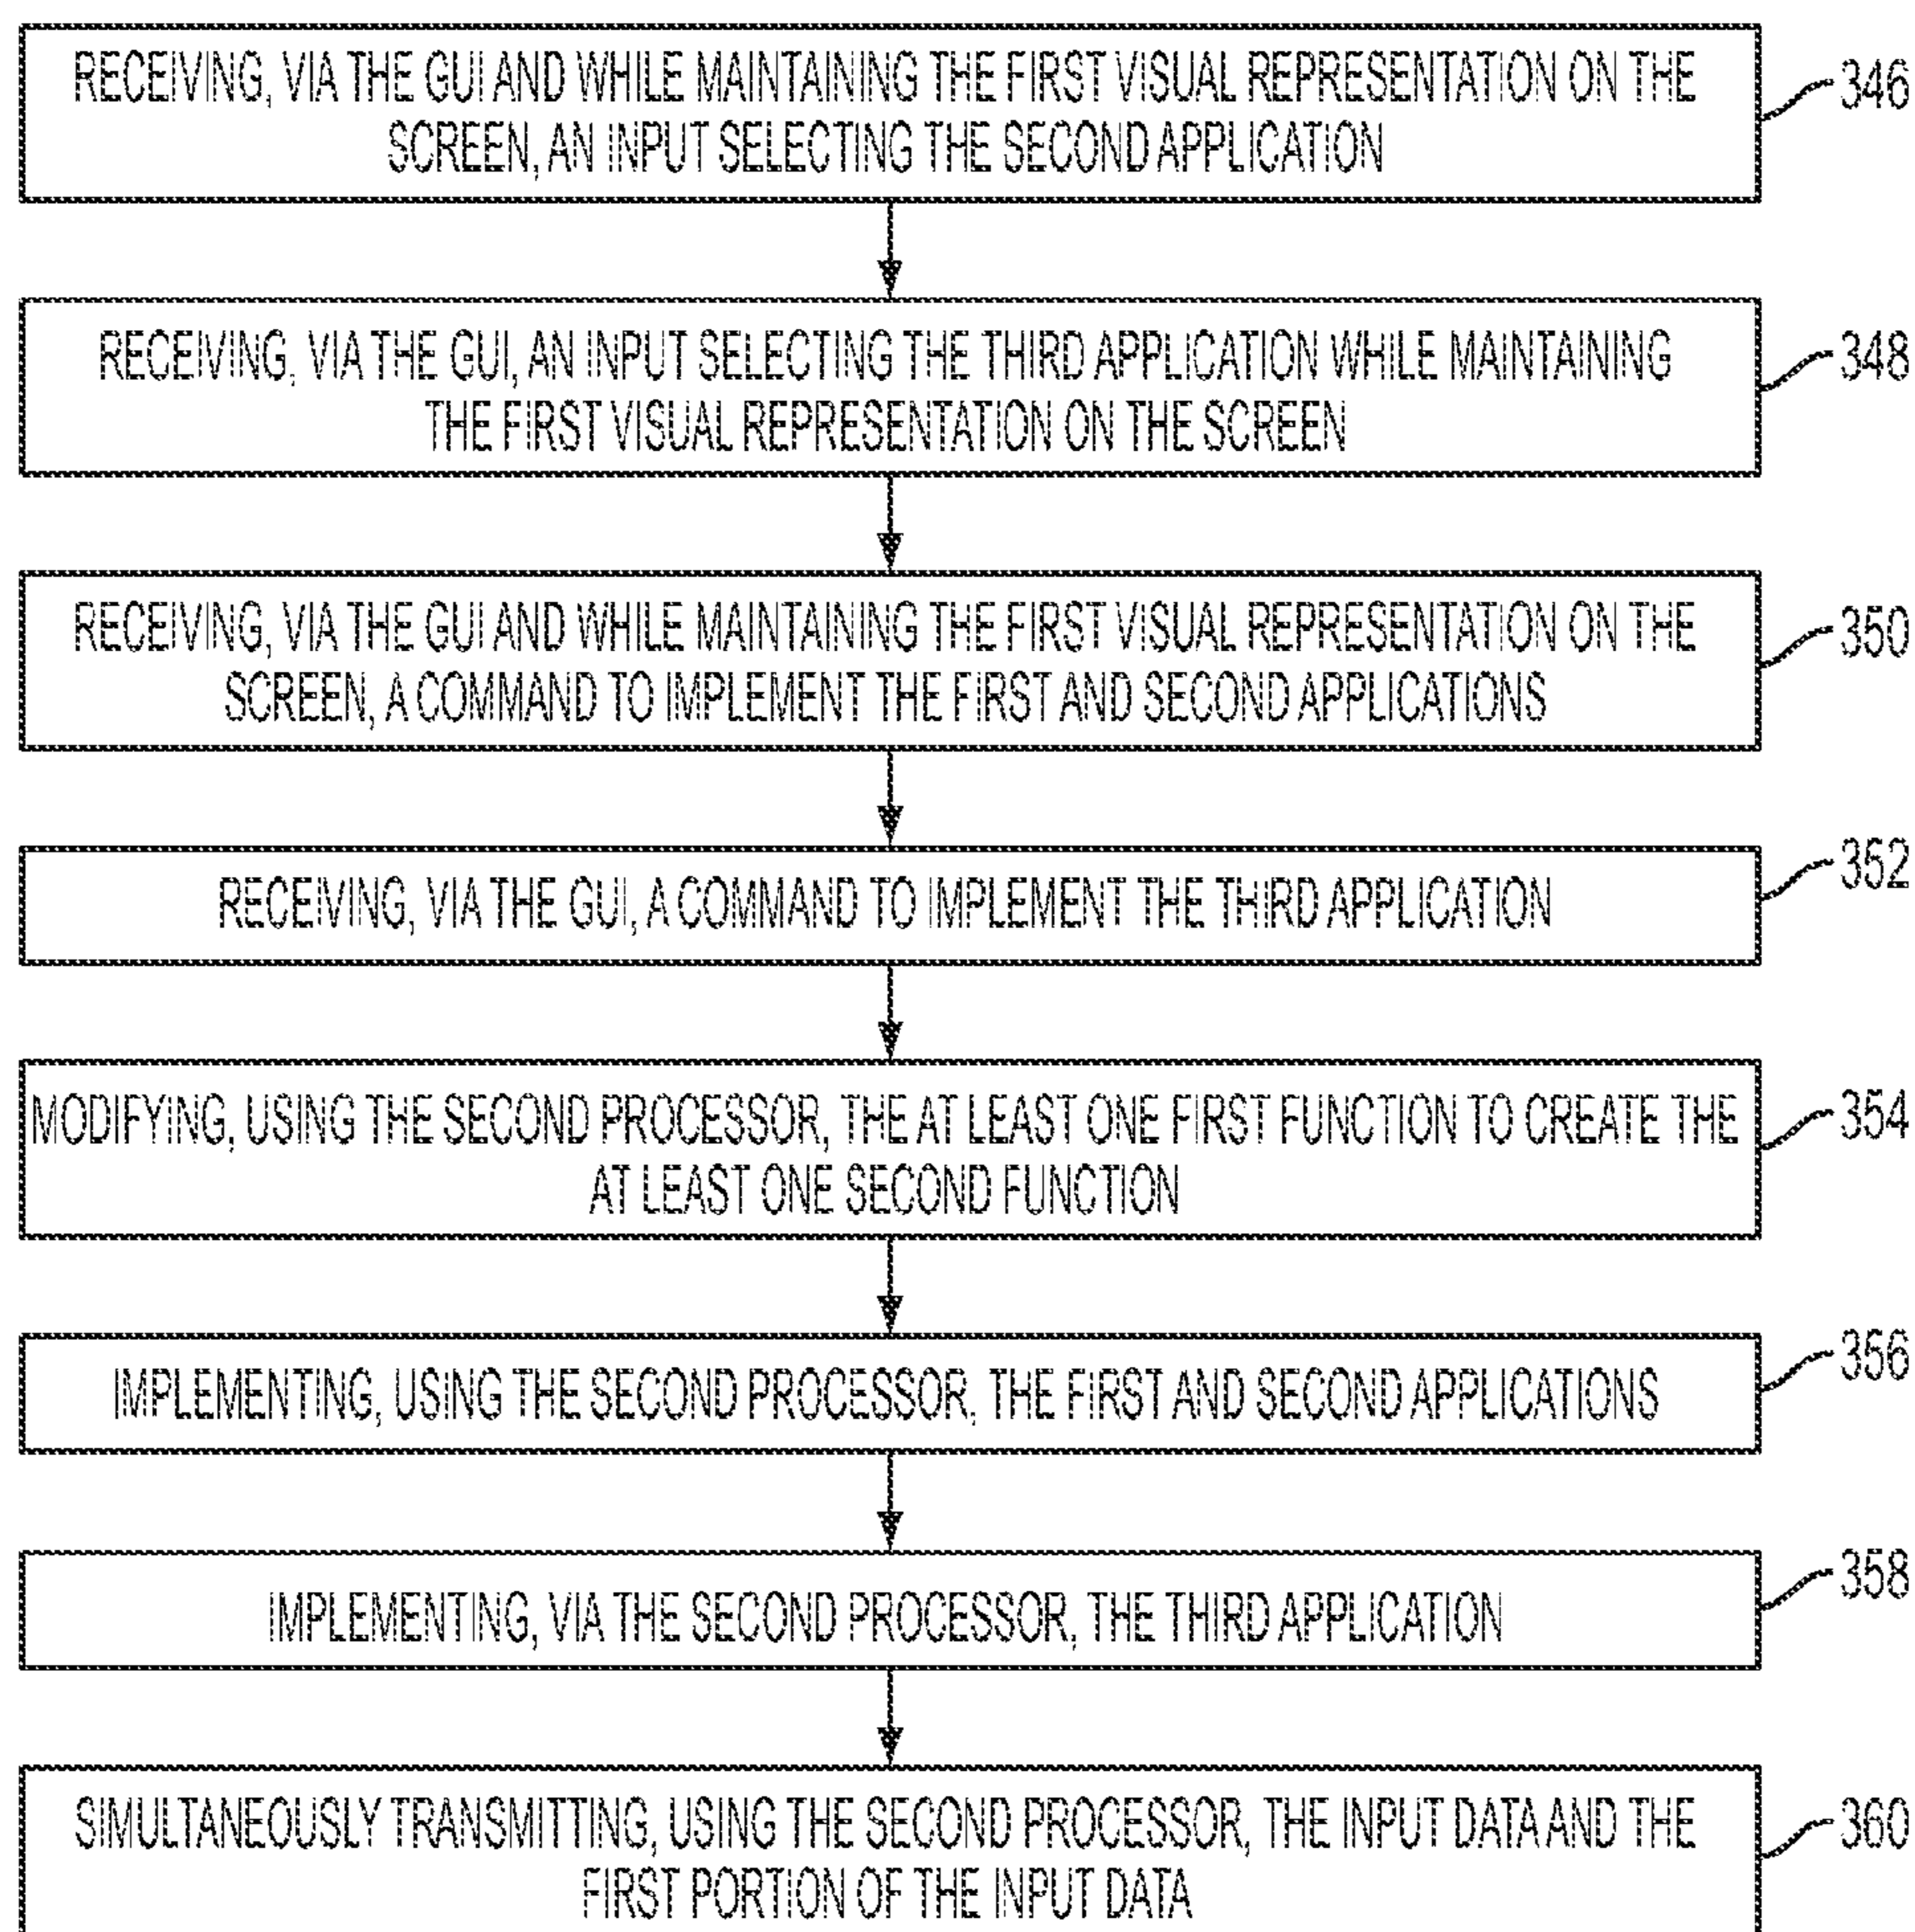 RECEIVING, VIA THE GUI AND WHILE MAINTAINING THE FIRST VISUAL REPRESENTATION ON THE
SCREEN, AN INPUT SELECTING THE SECOND APPLICATION
346
RECEIVING, VIA THE GUI, AN INPUT SELECTING THE THIRD APPLICATION WHILE MAINTAINING
THE FIRST VISUAL REPRESENTATION ON THE SCREEN
348
RECEIVING, VIA THE GUI AND WHILE MAINTAINING THE FIRST VISUAL REPRESENTATION ON THE
SCREEN, A COMMAND TO IMPLEMENT THE FIRST AND SECOND APPLICATIONS
350
RECEIVING, VIA THE GUI, A COMMAND TO IMPLEMENT THE THIRD APPLICATION
352
MODIFYING, USING THE SECOND PROCESSOR, THE AT LEAST ONE FIRST FUNCTION TO CREATE THE
AT LEAST ONE SECOND FUNCTION
354
IMPLEMENTING, USING THE SECOND PROCESSOR, THE FIRST AND SECOND APPLICATIONS
356
IMPLEMENTING, VIA THE SECOND PROCESSOR, THE THIRD APPLICATION
358
SIMULTANEOUSLY TRANSMITTING, USING THE SECOND PROCESSOR, THE INPUT DATA AND THE
FIRST PORTION OF THE INPUT DATA
360